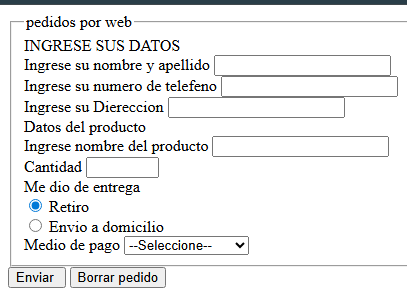 pedidos por web
INGRESE SUS DATOS
Ingrese su nombre y apellido
Ingrese su numero de telefeno
Ingrese su Diereccion
Datos del producto
Ingrese nombre del producto
Cantidad
Me dio de entrega
Retiro
Envio a domicilio
Medio de pago --Seleccione--
Enviar Borrar pedido